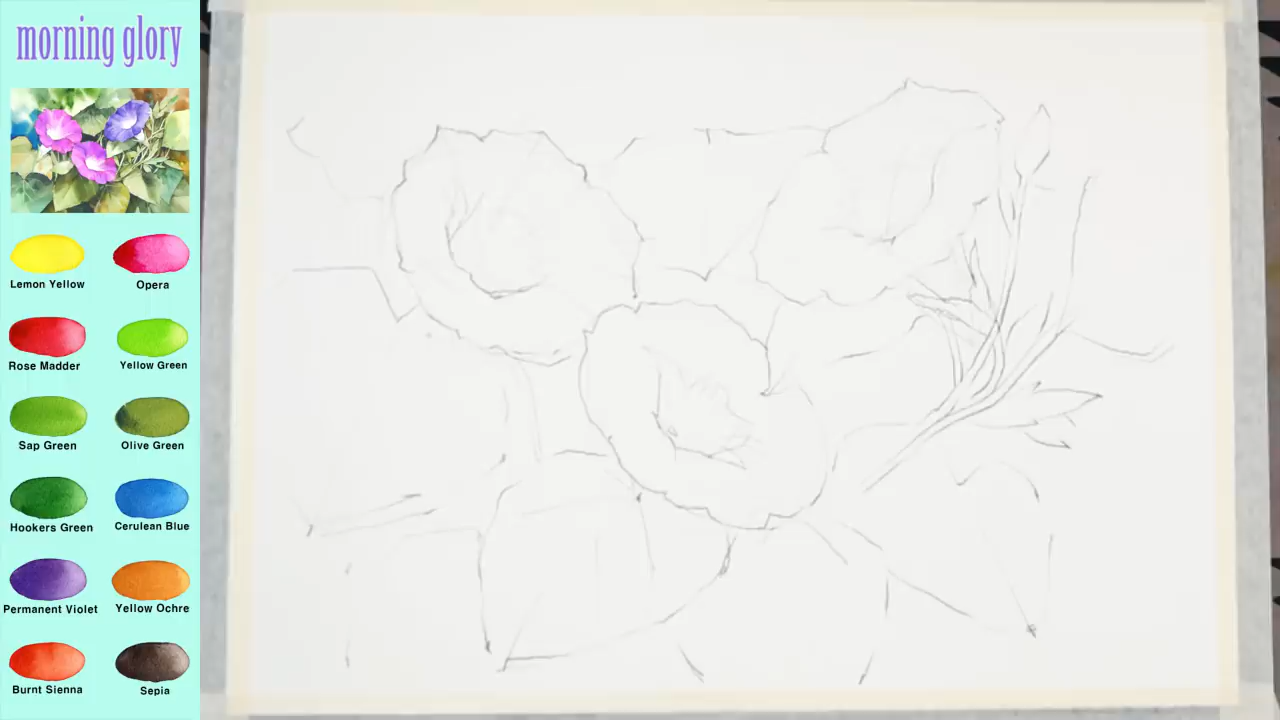 morning glory
Lemon Yellow
Opera
Rose Madder
Yellow Green
Sap Green
Olive Green
Hookers Green
Cerulean Blue
Permanent Violet
Yellow Ochre
Burnt Sienna
Sepia